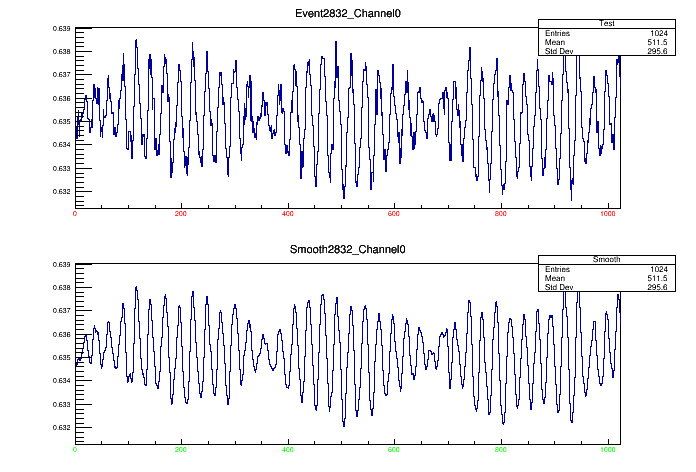 Event2832_Channel0
Test
Entries 1024
Mean 511.5
Std Dev 295.6
0.639
0.638
0.637
0.636
0.635
0.634
0.633
0.632
0 200 400 600 800 1000
Smooth2832_Channel0
Smooth
Entries 1024
Mean 511.5
Std Dev 295.6
0.639
0.638
0.637
0.636
0.635
0.634
0.633
0.632
0 200 400 600 800 1000